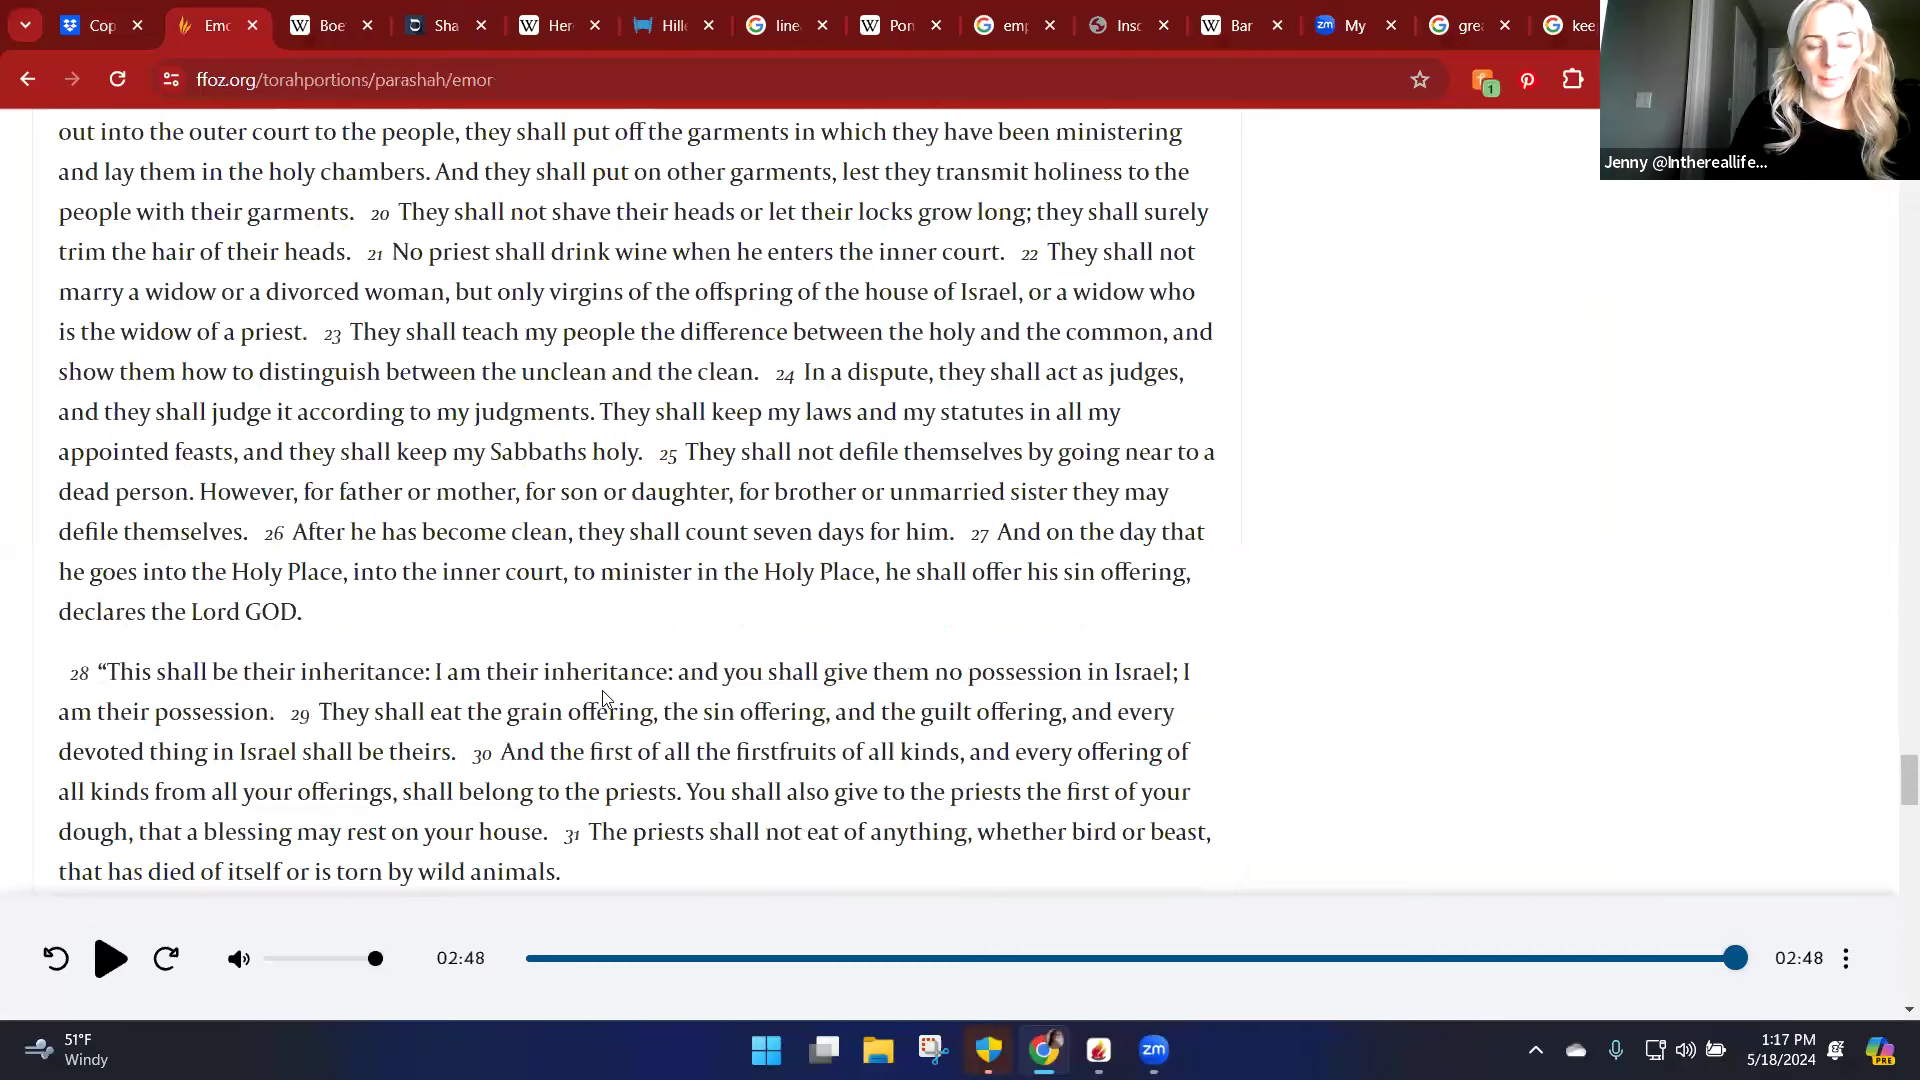 Cop
Emo
Boe
Sha
Her
Hille
line
Pon
emp
Insc
Bar
My
grea
kee
ffoz.org/torahportions/parashah/emor
1
Jenny @Inthereallife...
out into the outer court to the people, they shall put off the garments in which they have been ministering
and lay them in the holy chambers. And they shall put on other garments, lest they transmit holiness to the
people with their garments. 20 They shall not shave their heads or let their locks grow long; they shall surely
trim the hair of their heads. 21 No priest shall drink wine when he enters the inner court. 22 They shall not
marry a widow or a divorced woman, but only virgins of the offspring of the house of Israel, or a widow who
is the widow of a priest. 23 They shall teach my people the difference between the holy and the common, and
show them how to distinguish between the unclean and the clean. 24 In a dispute, they shall act as judges,
and they shall judge it according to my judgments. They shall keep my laws and my statutes in all my
appointed feasts, and they shall keep my Sabbaths holy. 25 They shall not defile themselves by going near to a
dead person. However, for father or mother, for son or daughter, for brother or unmarried sister they may
defile themselves. 26 After he has become clean, they shall count seven days for him. 27 And on the day that
he goes into the Holy Place, into the inner court, to minister in the Holy Place, he shall offer his sin offering,
declares the Lord GOD.
28 “This shall be their inheritance: I am their inheritance: and you shall give them no possession in Israel; I
am their possession. 29 They shall eat the grain offering, the sin offering, and the guilt offering, and every
devoted thing in Israel shall be theirs. 30 And the first of all the firstfruits of all kinds, and every offering of
all kinds from all your offerings, shall belong to the priests. You shall also give to the priests the first of your
dough, that a blessing may rest on your house. 31 The priests shall not eat of anything, whether bird or beast,
that has died of itself or is torn by wild animals.
02:48
02:48
51°F
Windy
zm
1:17 PM
5/18/2024
PRE